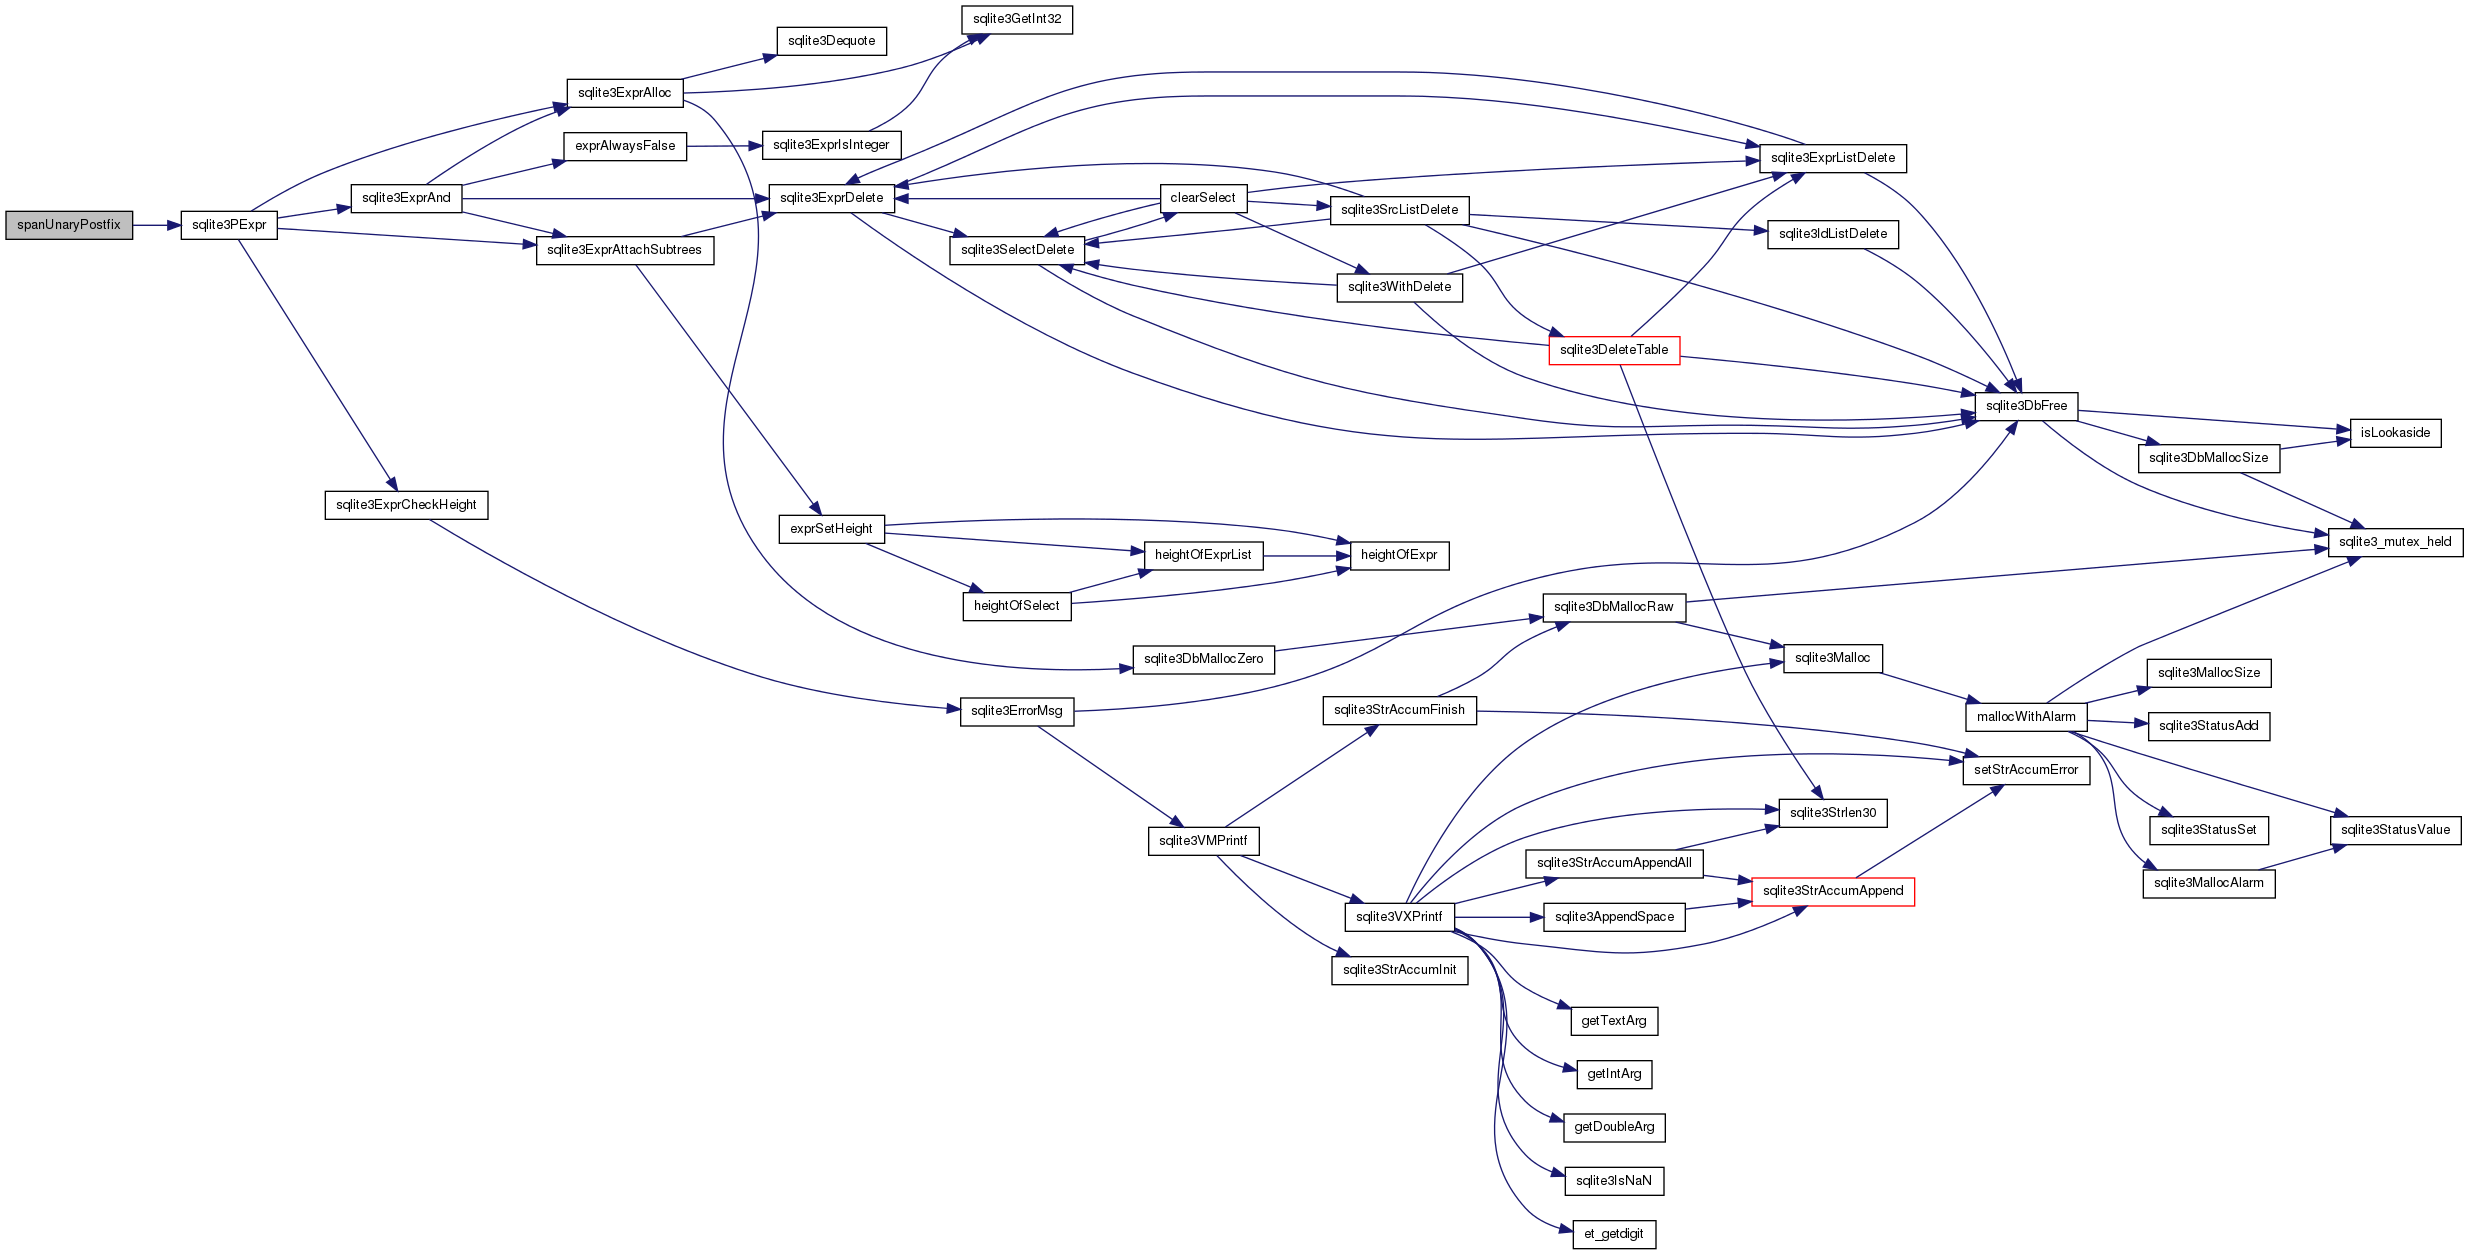 spanUnaryPostfix
sqlite3PExpr
sqlite3ExprAnd
sqlite3ExprCheckHeight
sqlite3ExprAlloc
exprAlwaysFalse
sqlite3ExprAttachSubtrees
sqlite3Dequote
sqlite3ExprIsInteger
sqlite3ExprDelete
exprSetHeight
sqlite3GetInt32
sqlite3SelectDelete
heightOfSelect
sqlite3ErrorMsg
clearSelect
heightOfExprList
sqlite3DbMallocZero
sqlite3VMPrintf
sqlite3SrcListDelete
sqlite3WithDelete
heightOfExpr
sqlite3StrAccumFinish
sqlite3VXPrintf
sqlite3StrAccumInit
sqlite3DeleteTable
sqlite3DbMallocRaw
sqlite3StrAccumAppendAll
sqlite3AppendSpace
getTextArg
getIntArg
getDoubleArg
sqlite3IsNaN
et_getdigit
sqlite3ExprListDelete
sqlite3IdListDelete
sqlite3Malloc
sqlite3Strlen30
sqlite3StrAccumAppend
sqlite3DbFree
mallocWithAlarm
setStrAccumError
sqlite3DbMallocSize
sqlite3MallocSize
sqlite3StatusAdd
sqlite3StatusSet
sqlite3MallocAlarm
isLookaside
sqlite3_mutex_held
sqlite3StatusValue